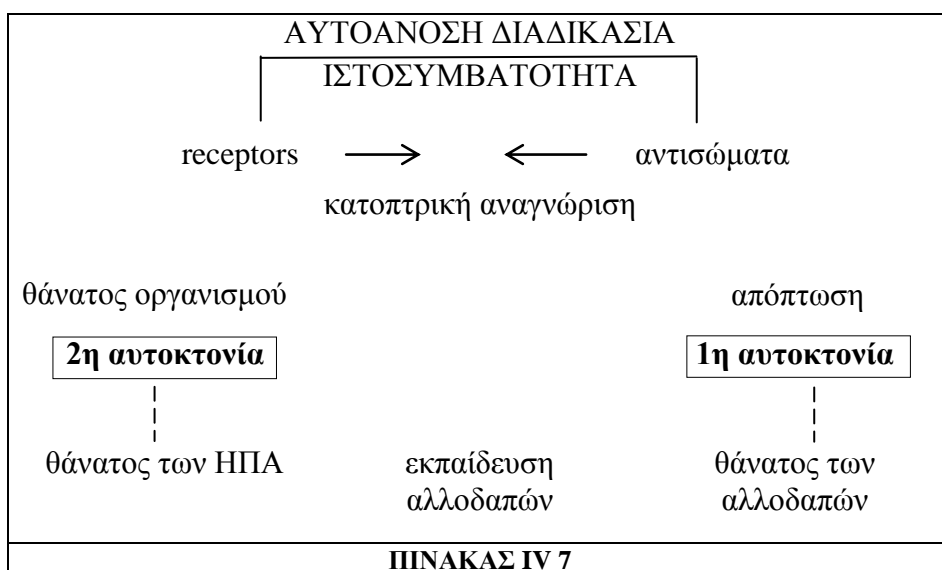 ΑΥΤΟΑΝΟΣΗ ΔΙΑΔΙΚΑΣΙΑ
ΙΣΤΟΣΥΜΒΑΤΟΤΗΤΑ
receptors αντισώματα
κατοπτρική αναγνώριση
θάνατος οργανισμού απόπτωση
2η αυτοκτονία 1η αυτοκτονία
θάνατος των ΗΠΑ εκπαίδευση θάνατος των
αλλοδαπών αλλοδαπών
ΠΙΝΑΚΑΣ IV 7